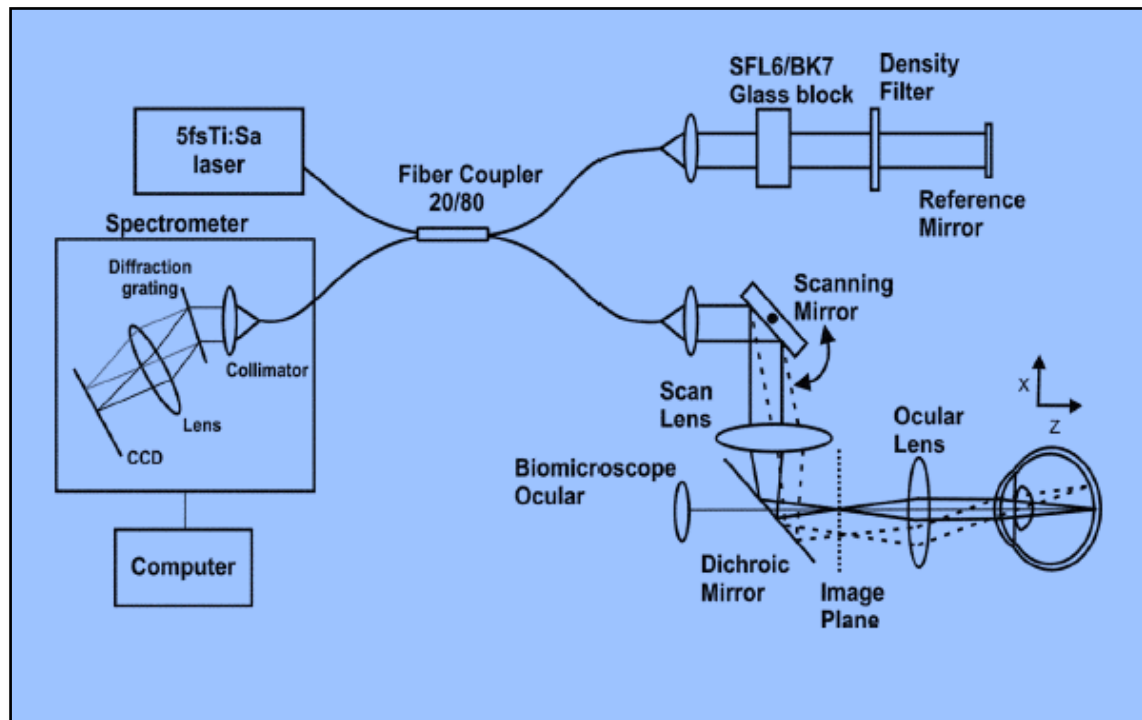 SFL6/BK7
Glass block
Density
Filter
5fsTi:Sa
laser
Fiber Coupler
20/80
Reference
Mirror
Spectrometer
Diffraction
grating
Collimator
Lens
CCD
Scanning
Mirror
Scan
Lens
X
Z
Ocular
Lens
Biomicroscope
Ocular
Dichroic
Mirror
Image
Plane
Computer